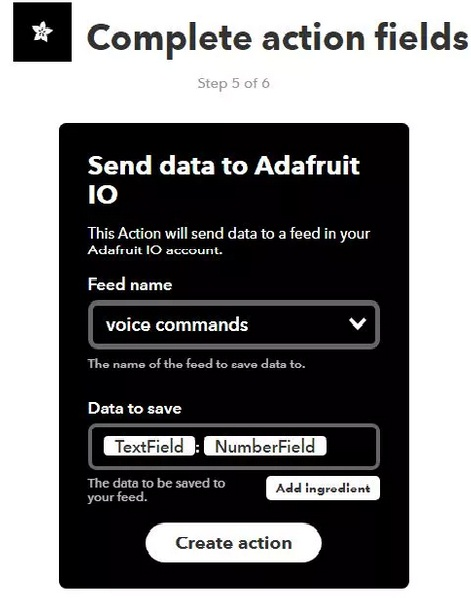 Complete action fields
Step 5 of 6
Send data to Adafruit
IO
This Action will send data to a feed in your
Adafruit IO account.
Feed name
voice commands
The name of the feed to save data to.
Data to save
TextField : NumberField
The data to be saved to
your feed.
Add ingredient
Create action